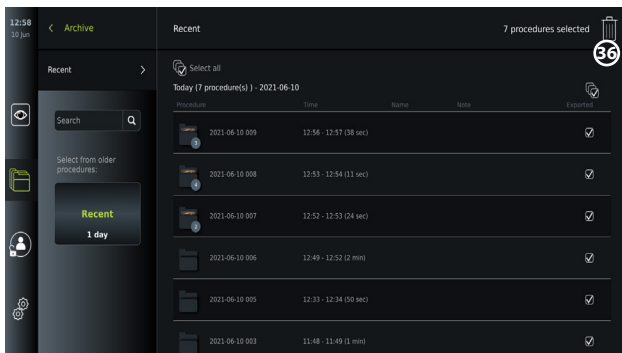 12:58
10 Jun
Archive
Recent
7 procedures selected
36
Recent
Select all
Today (7 procedure(s) ) - 2021-06-10
Procedure Time Name Note Exported
Search
2021-06-10 009 12:56 - 12:57 (38 sec)
3
Select from older
procedures:
2021-06-10 008 12:53 - 12:54 (11 sec)
4
Recent
1 day
2021-06-10 007 12:52 - 12:53 (24 sec)
2
2021-06-10 006 12:49 - 12:52 (2 min)
2021-06-10 005 12:33 - 12:34 (50 sec)
2021-06-10 003 11:48 - 11:49 (1 min)